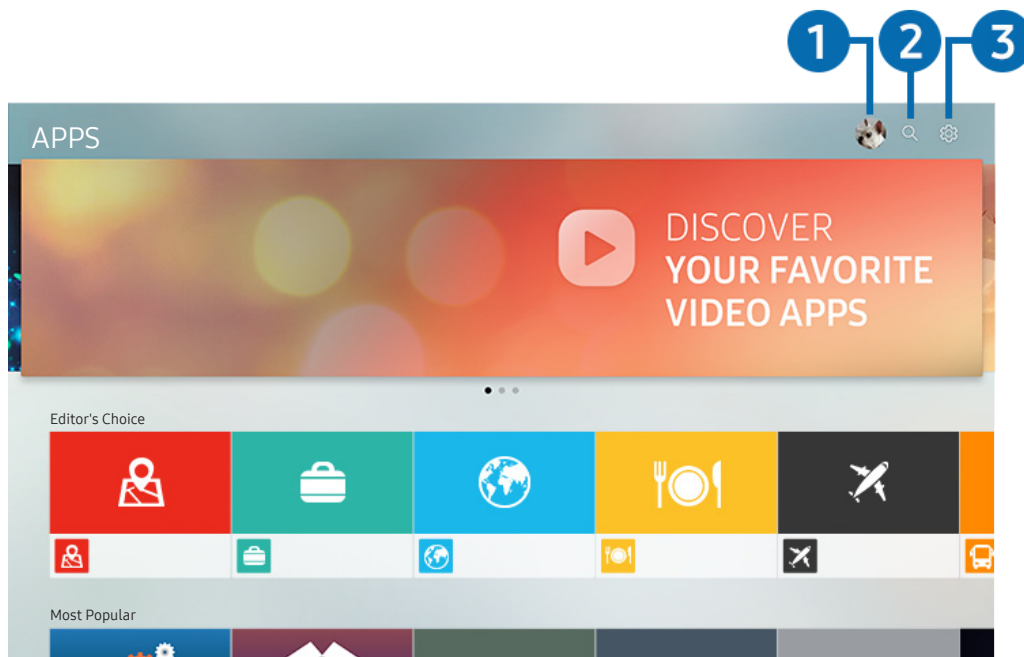 1 2 3
APPS
DISCOVER
YOUR FAVORITE
VIDEO APPS
Editor's Choice
Most Popular